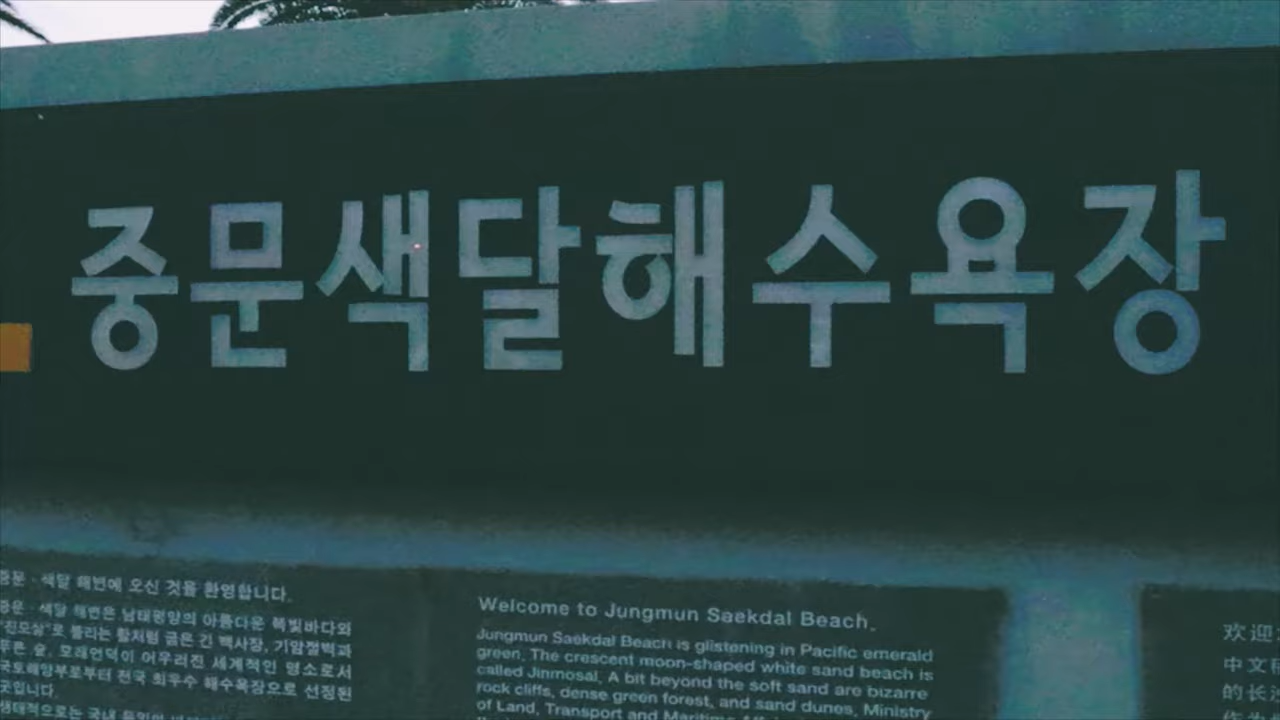 중문색달해수욕장
중문·색달 해변에 오신 것을 환영합니다.
중문·색달 해변은 남태평양의 아름다운 쪽빛바다와
"진모살"로 불리는 활처럼 굽은 긴 백사장, 기암절벽과
푸른 숲, 모래언덕이 어우러진 세계적인 명소로서
국토해양부로부터 전국 최우수 해수욕장으로 선정된
곳입니다.
생태적으로는 국내
Welcome to Jungmun Saekdal Beach.
Jungmun Saekdal Beach is glistening in Pacific emerald
green. The crescent moon-shaped white sand beach is
called Jinmosal. A bit beyond the soft sand are bizarre
rock cliffs, dense green forest, and sand dunes. Ministry
of Land, Transport and Maritime
欢迎
中文
的长